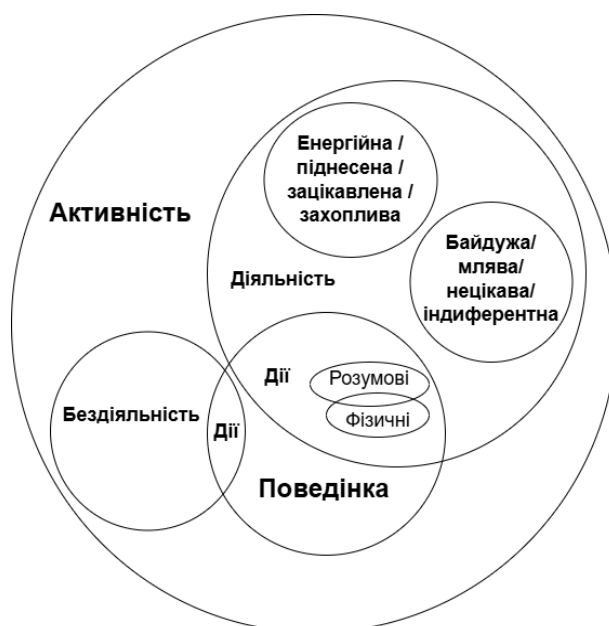 Енергійна /
піднесена /
зацікавлена /
захоплива
Активність
Байдужа/
млява/
нецікава/
індиферентна
Діяльність
Дії
Розумові
Фізичні
Бездіяльність
Дії
Поведінка